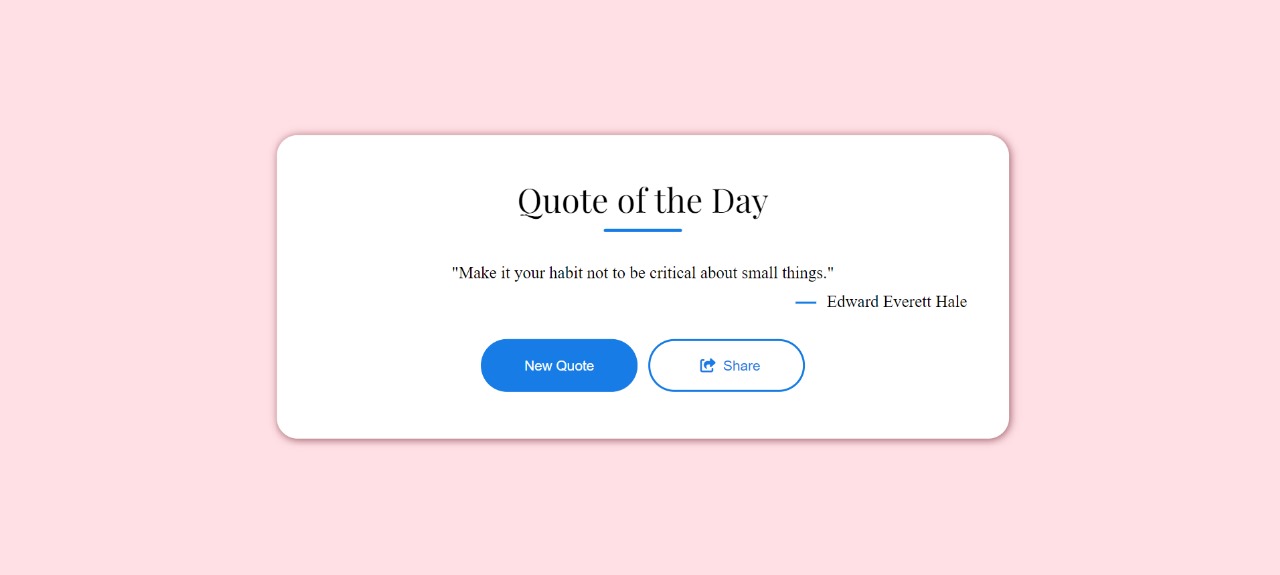 Quote of the Day
"Make it your habit not to be critical about small things."
— Edward Everett Hale
New Quote
Share